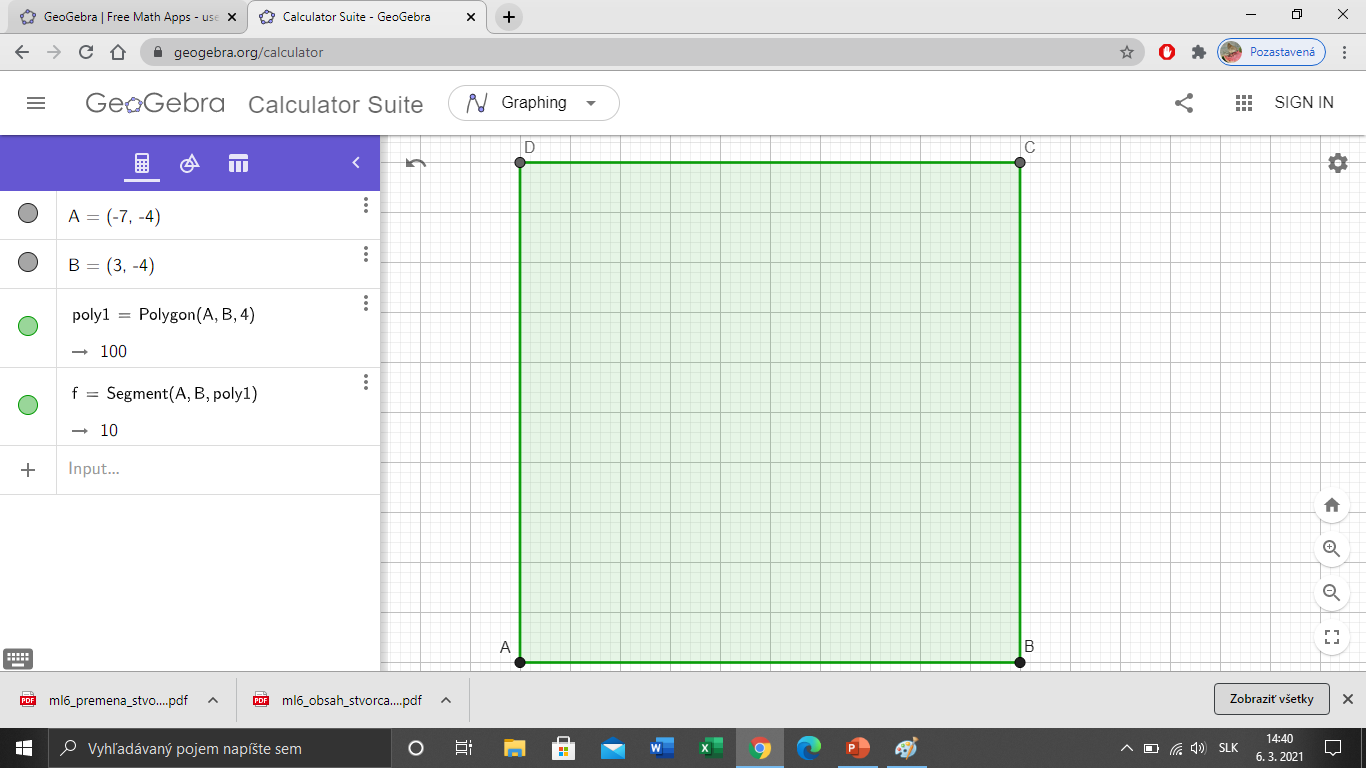 GeoGebra | Free Math Apps - use
Calculator Suite - GeoGebra
geogebra.org/calculator
Pozastavená
GeoGebra Calculator Suite
Graphing
SIGN IN
A = (-7, -4)
B = (3, -4)
poly1 = Polygon(A, B, 4)
→ 100
f = Segment(A, B, poly1)
→ 10
Input...
D
C
A
B
ml6_premena_stvo....pdf
ml6_obsah_stvorca....pdf
Zobraziť všetky
Vyhľadávaný pojem napíšte sem
SLK
14:40
6. 3. 2021